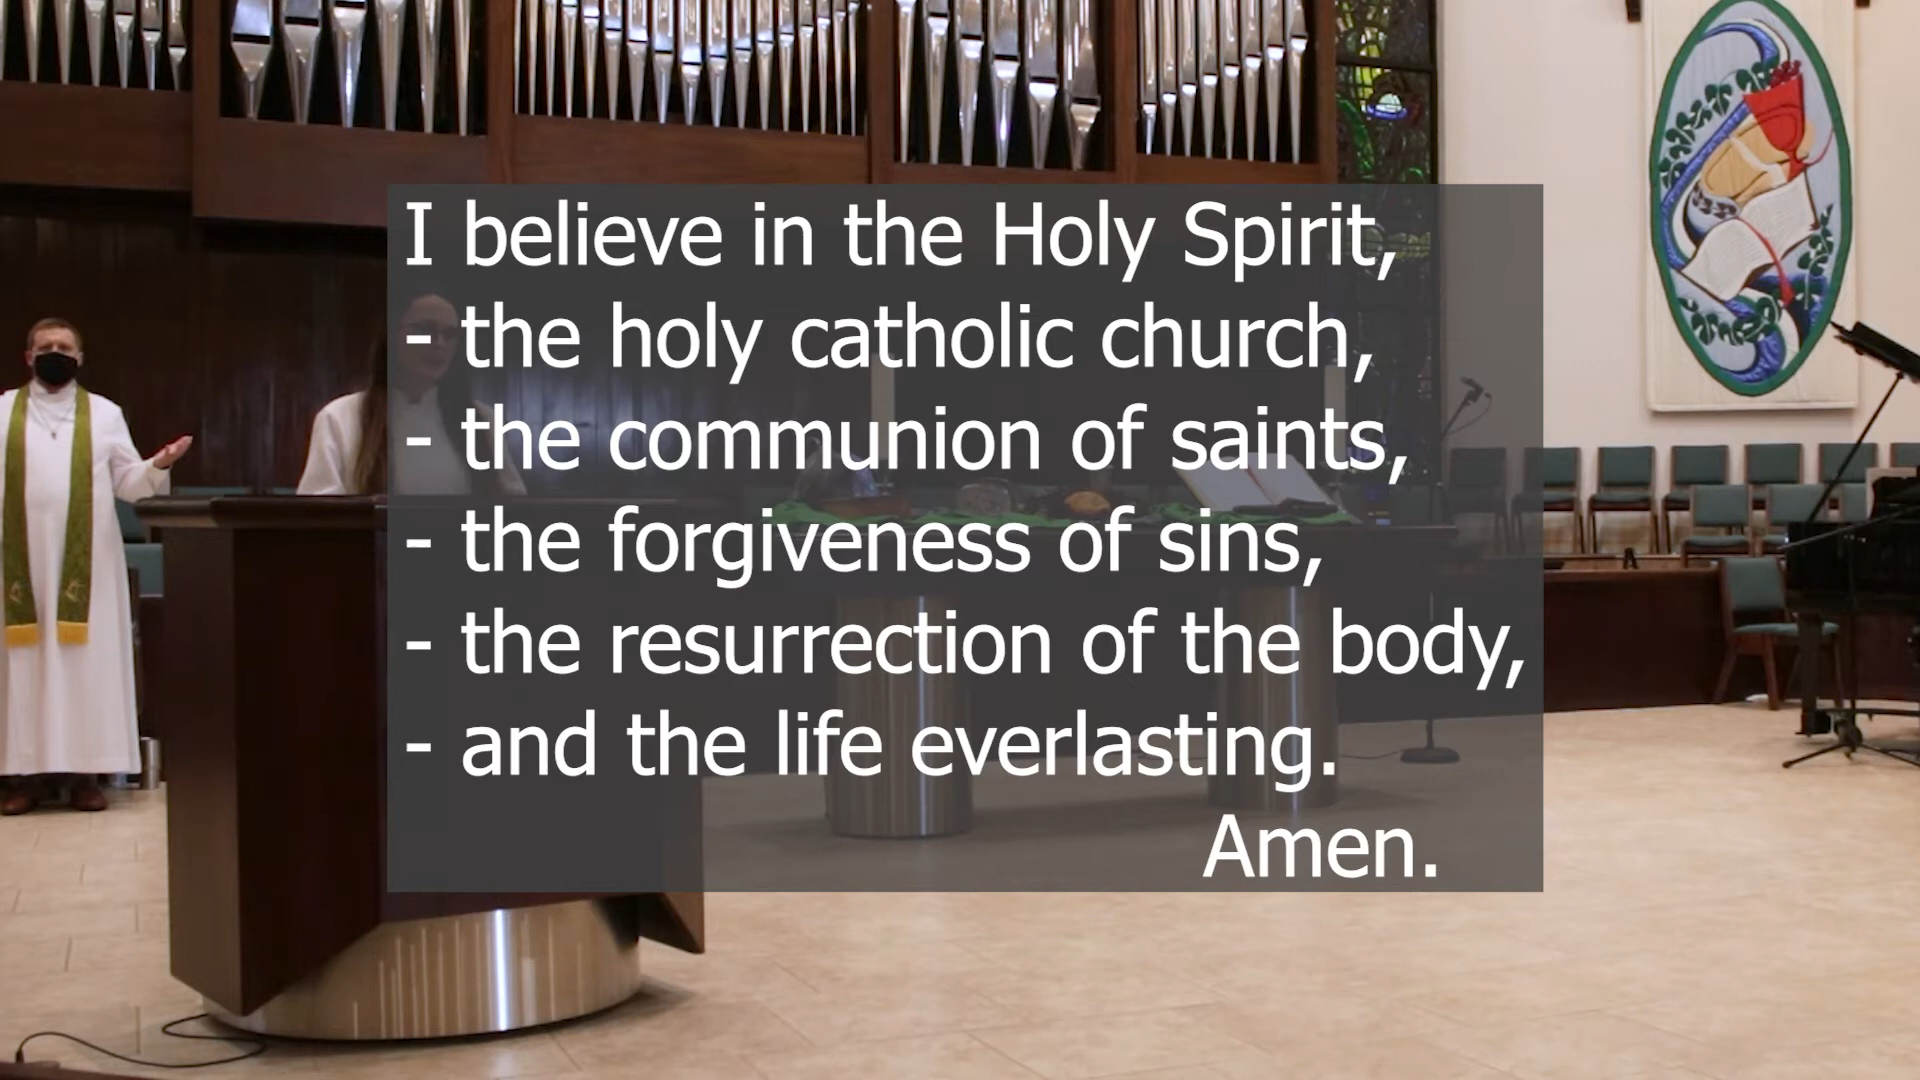 I believe in the Holy Spirit,
- the holy catholic church,
- the communion of saints,
- the forgiveness of sins,
- the resurrection of the body,
- and the life everlasting.
Amen.